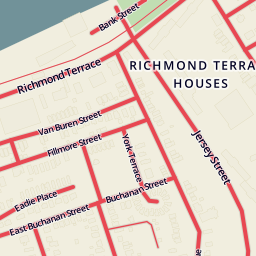 Bank Street
Richmond Terrace
RICHMOND TERRA
HOUSES
Van Buren Street
Jersey Street
Fillmore Street
York Terrace
Buchanan Street
Eadie Place
East Buchanan Street